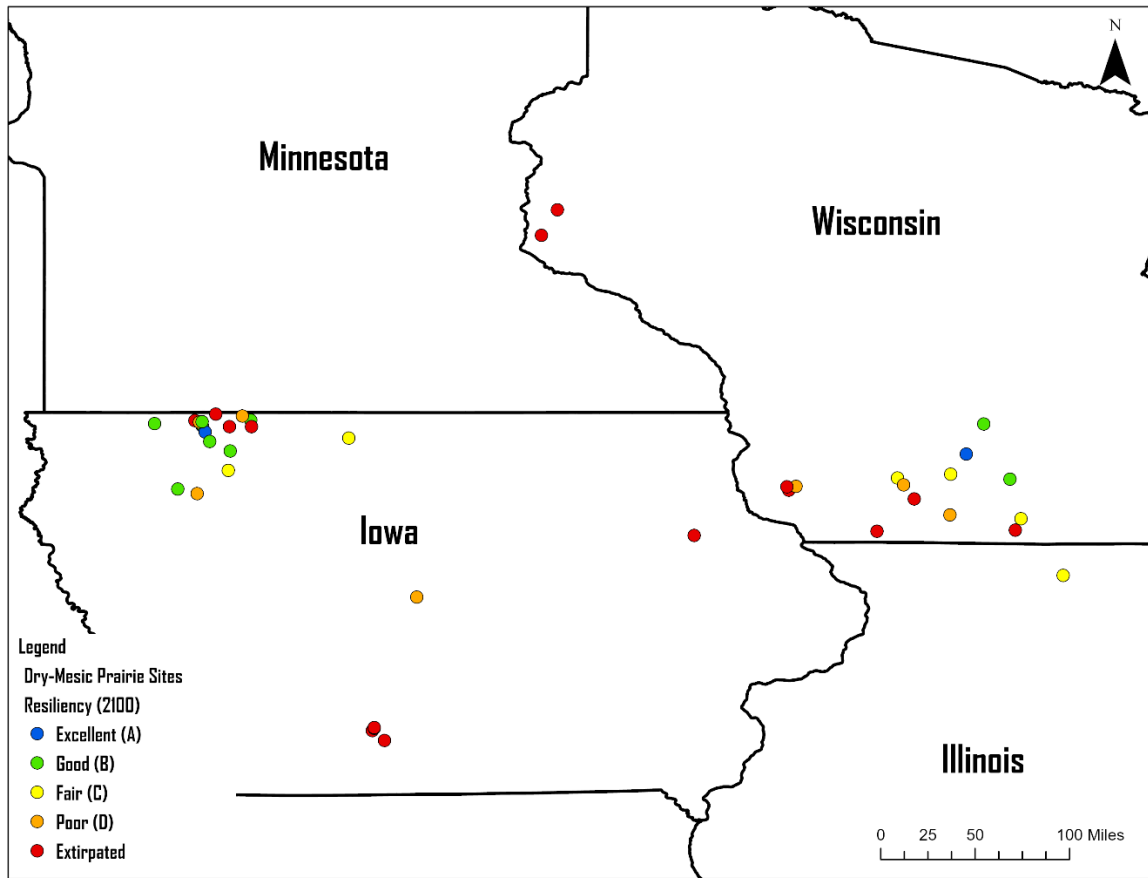 N
Minnesota
Wisconsin
Iowa
Illinois
Legend
Dry-Mesic Prairie Sites
Resiliency (2100)
Excellent (A)
Good (B)
Fair (C)
Poor (D)
Extirpated
0 25 50 100 Miles